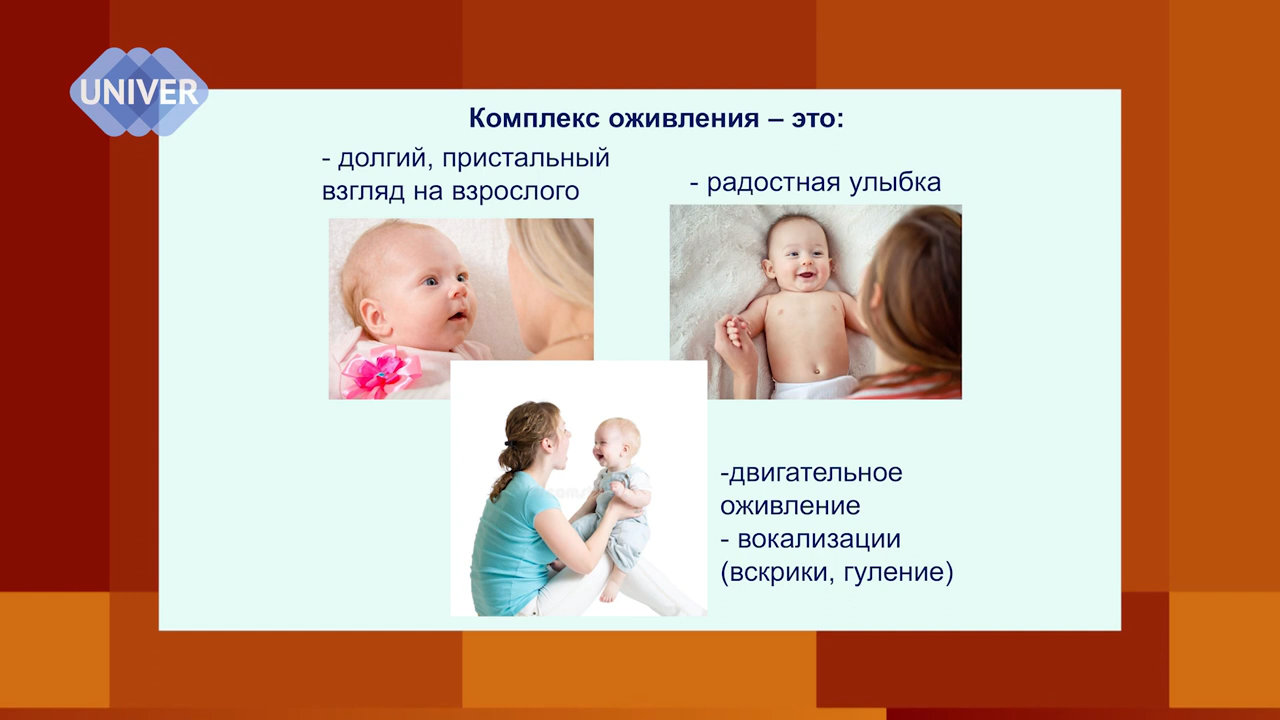 UNIVER
Комплекс оживления – это:
- долгий, пристальный
взгляд на взрослого
- радостная улыбка
-двигательное
оживление
- вокализации
(вскрики, гуление)